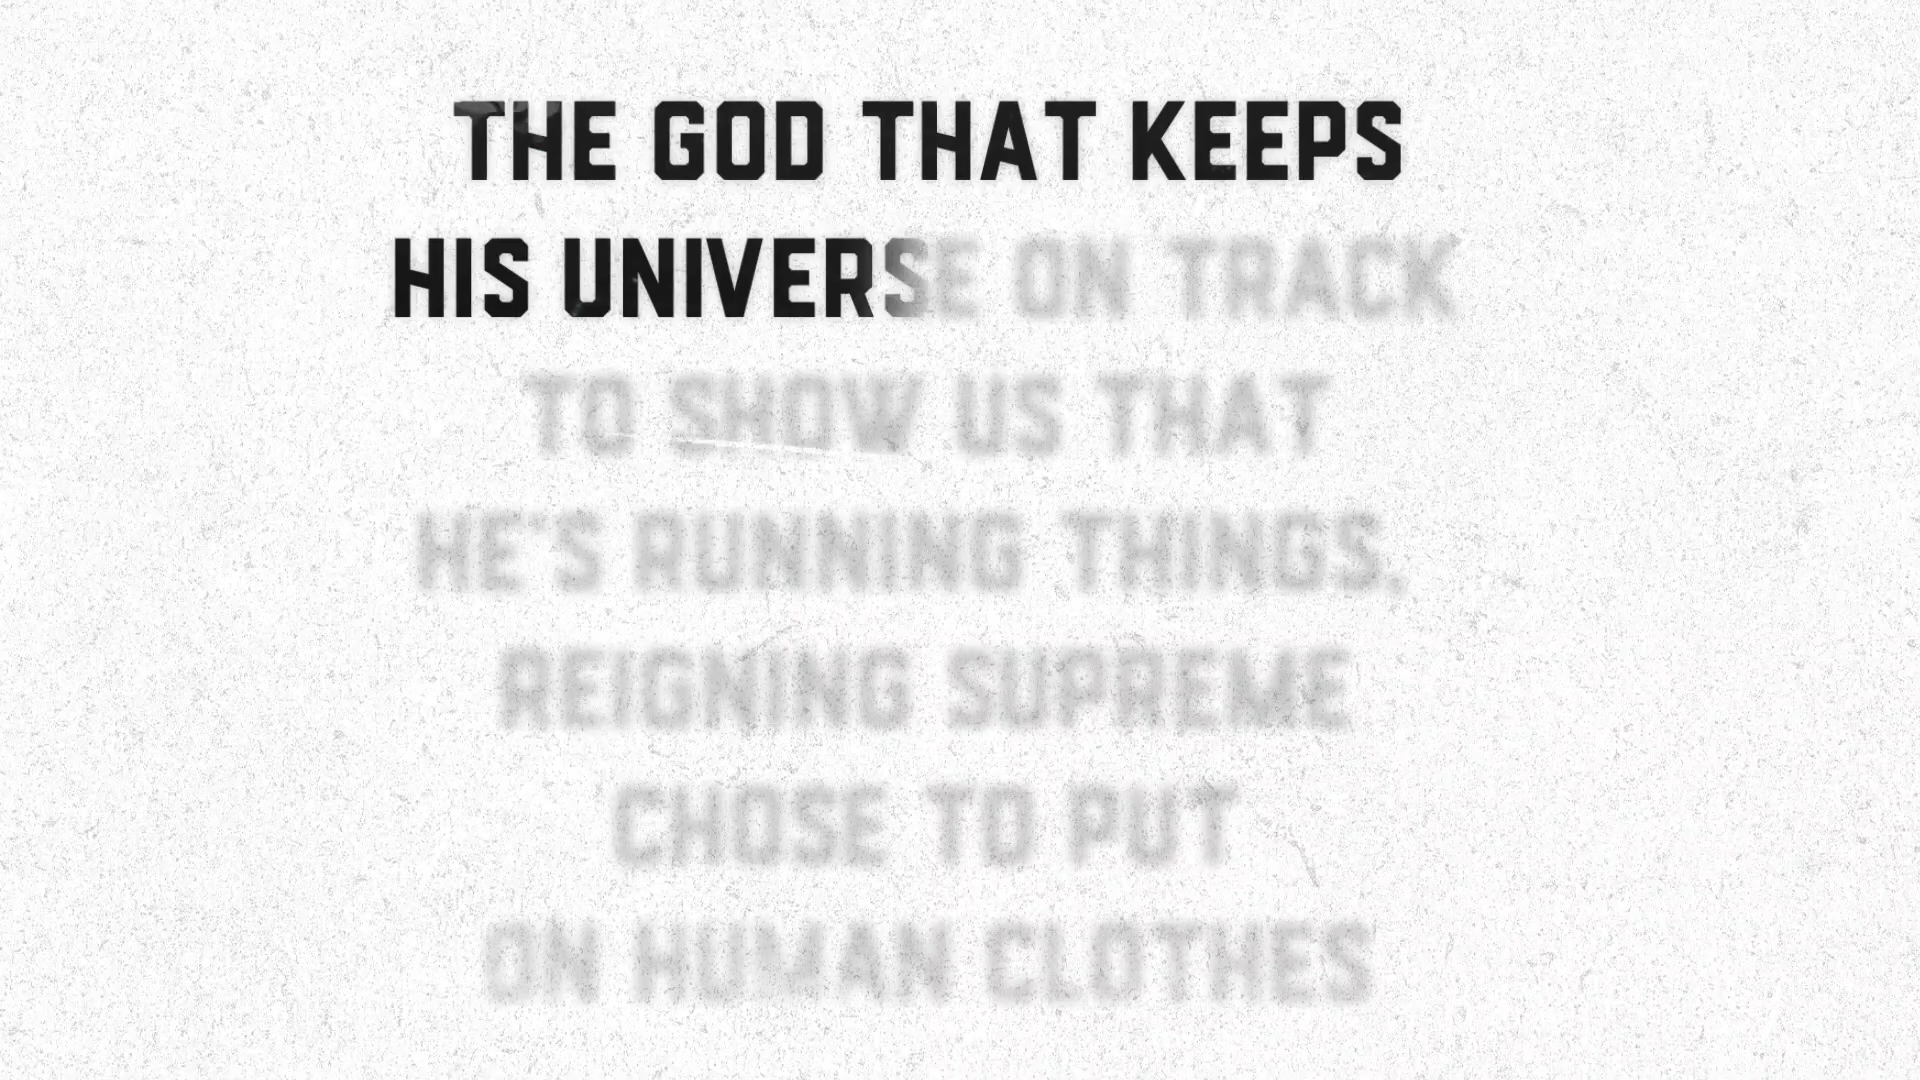 THE GOD THAT KEEPS
HIS UNIVERSE ON TRACK
TO SHOW US THAT
HE'S RUNNING THINGS,
REIGNING SUPREME
CHOSE TO PUT
ON HUMAN CLOTHES